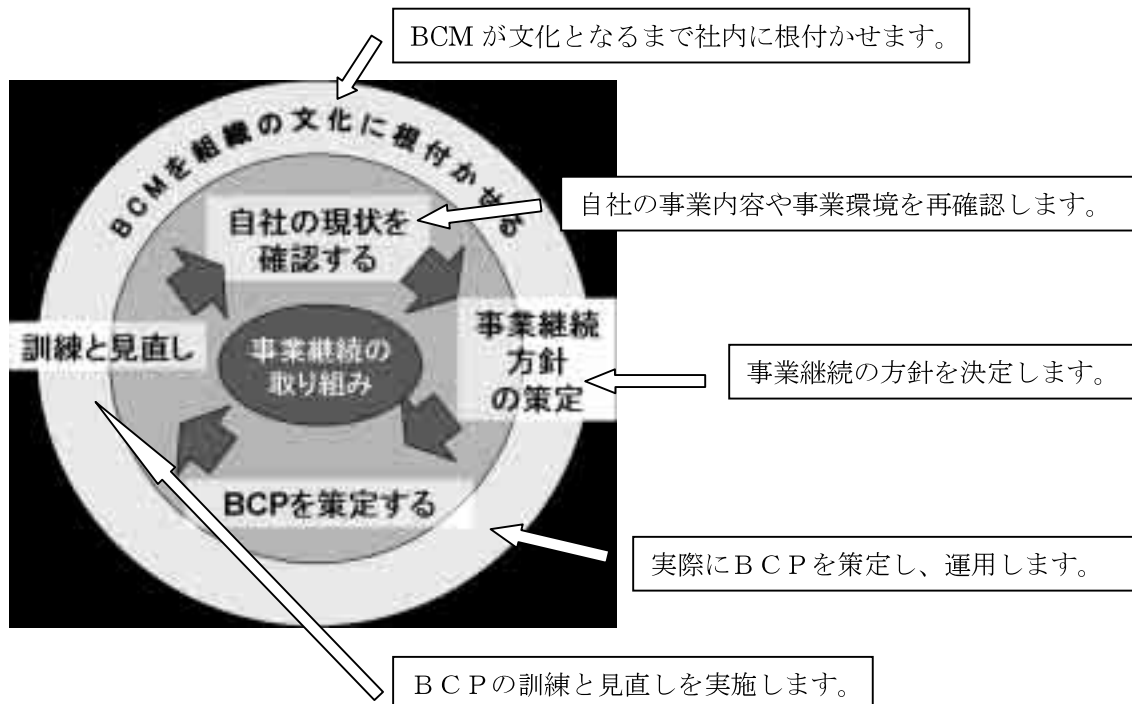 BCM が文化となるまで社内に根付かせます。
BCMを組織の文化に根付かせる
自社の現状を
確認する
自社の事業内容や事業環境を再確認します。
訓練と見直し
事業継続の
取り組み
事業継続
方針
の策定
事業継続の方針を決定します。
BCPを策定する
実際にＢＣＰを策定し、運用します。
ＢＣＰの訓練と見直しを実施します。